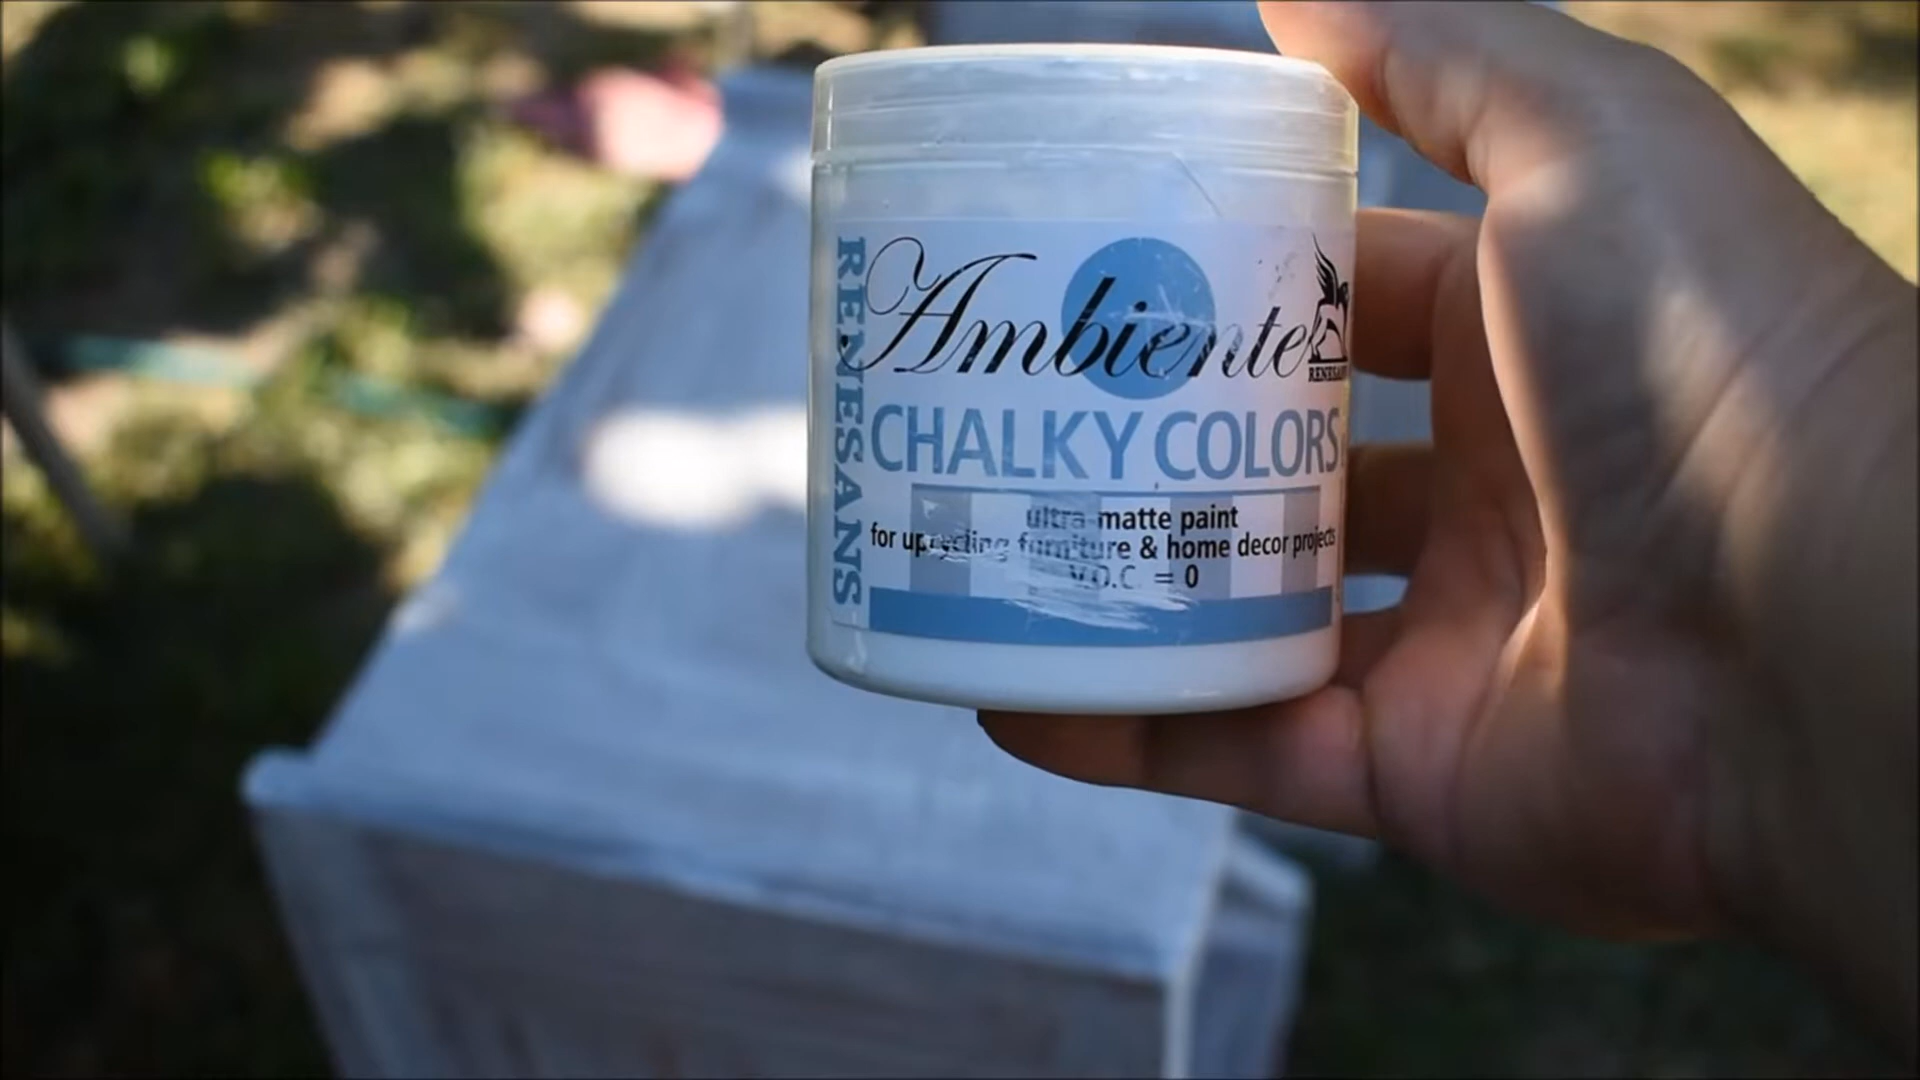 RENESANS
Ambiente
CHALKY COLORS
ultra-matte paint
for upcycling furniture & home decor projects
V.O.C. = 0